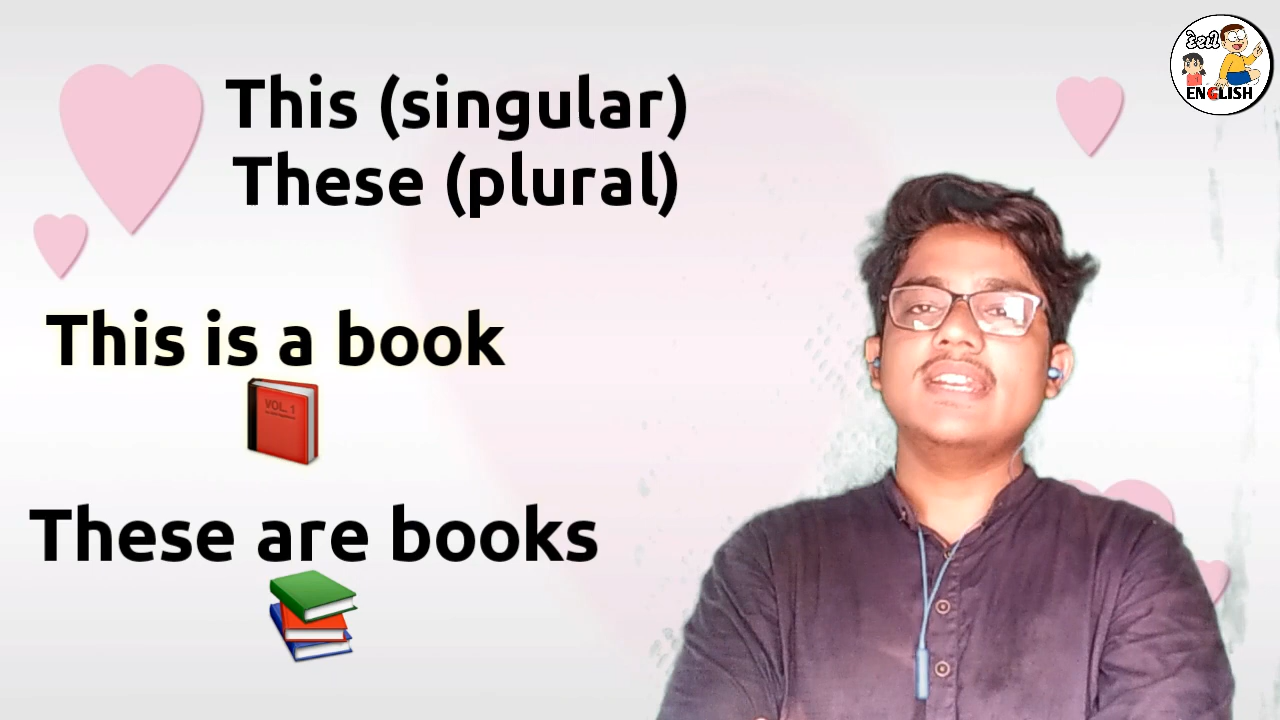 This (singular)
These (plural)
This is a book
VOL. 1
These are books
દેશી
ENGLISH